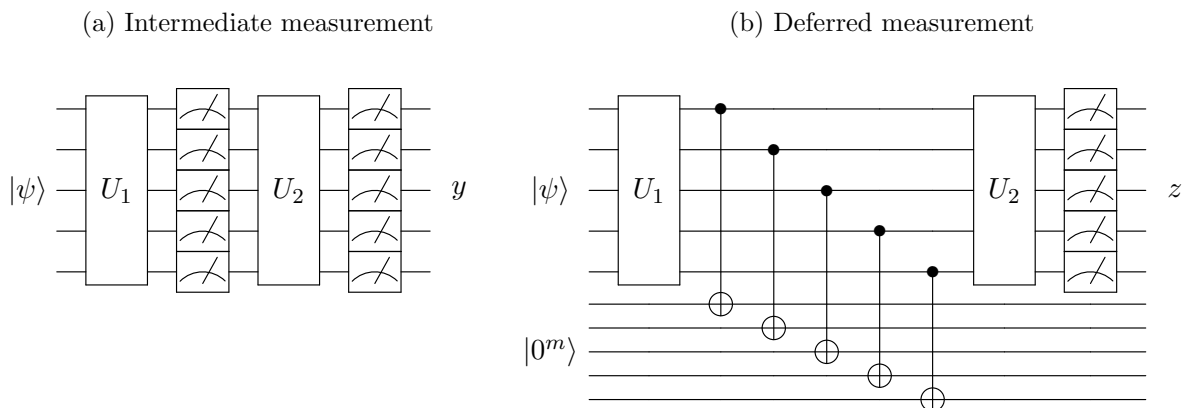 (a) Intermediate measurement
(b) Deferred measurement
|ψ⟩ U₁ U₂ y
|ψ⟩ U₁ U₂ z
|0ᵐ⟩